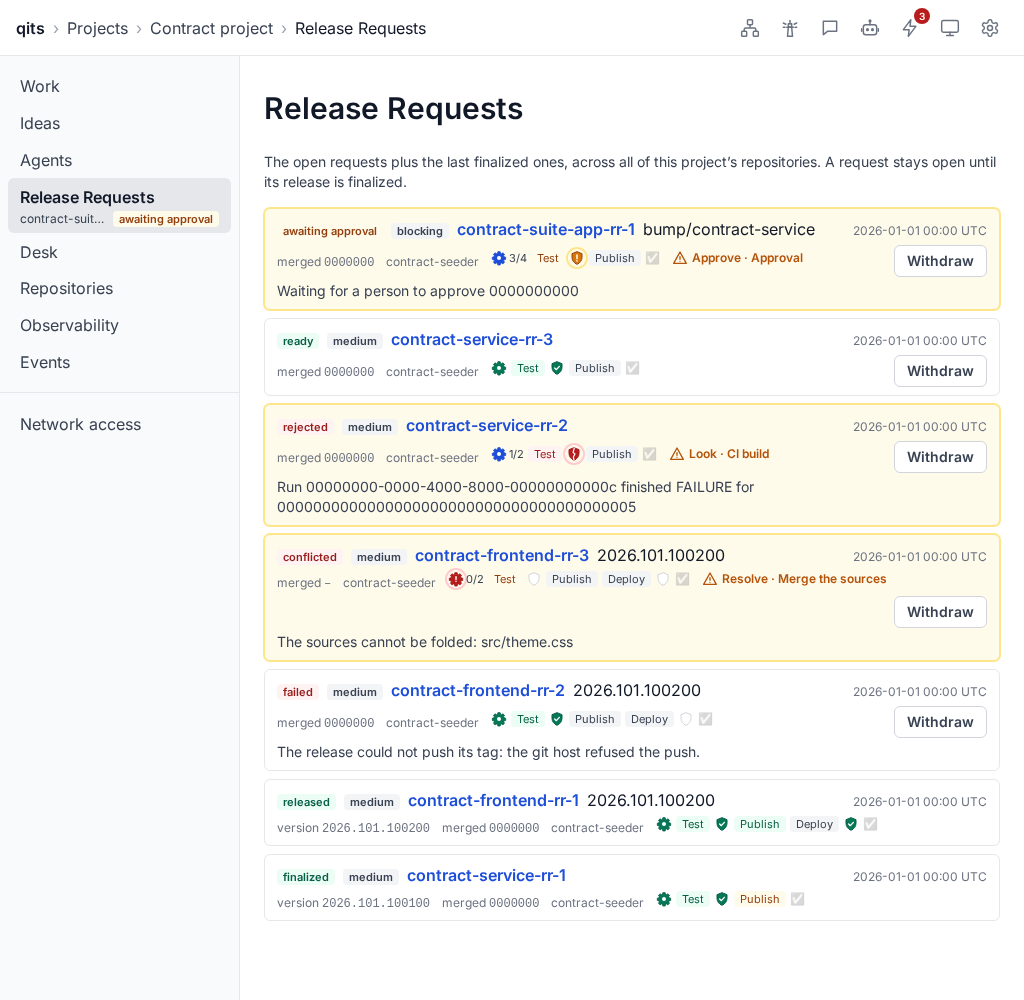 qits › Projects › Contract project › Release Requests
3
Work
Ideas
Agents
Release Requests
contract-suit... awaiting approval
Desk
Repositories
Observability
Events
Network access
Release Requests
The open requests plus the last finalized ones, across all of this project's repositories. A request stays open until
its release is finalized.
awaiting approval blocking contract-suite-app-rr-1 bump/contract-service 2026-01-01 00:00 UTC
merged 0000000 contract-seeder 3/4 Test Publish Approve · Approval Withdraw
Waiting for a person to approve 0000000000
ready medium contract-service-rr-3 2026-01-01 00:00 UTC
merged 0000000 contract-seeder Test Publish Withdraw
rejected medium contract-service-rr-2 2026-01-01 00:00 UTC
merged 0000000 contract-seeder 1/2 Test Publish Look · CI build Withdraw
Run 00000000-0000-4000-8000-00000000000c finished FAILURE for
0000000000000000000000000000000000000005
conflicted medium contract-frontend-rr-3 2026.101.100200 2026-01-01 00:00 UTC
merged – contract-seeder 0/2 Test Publish Deploy Resolve · Merge the sources
Withdraw
The sources cannot be folded: src/theme.css
failed medium contract-frontend-rr-2 2026.101.100200 2026-01-01 00:00 UTC
merged 0000000 contract-seeder Test Publish Deploy Withdraw
The release could not push its tag: the git host refused the push.
released medium contract-frontend-rr-1 2026.101.100200 2026-01-01 00:00 UTC
version 2026.101.100200 merged 0000000 contract-seeder Test Publish Deploy
finalized medium contract-service-rr-1 2026-01-01 00:00 UTC
version 2026.101.100100 merged 0000000 contract-seeder Test Publish